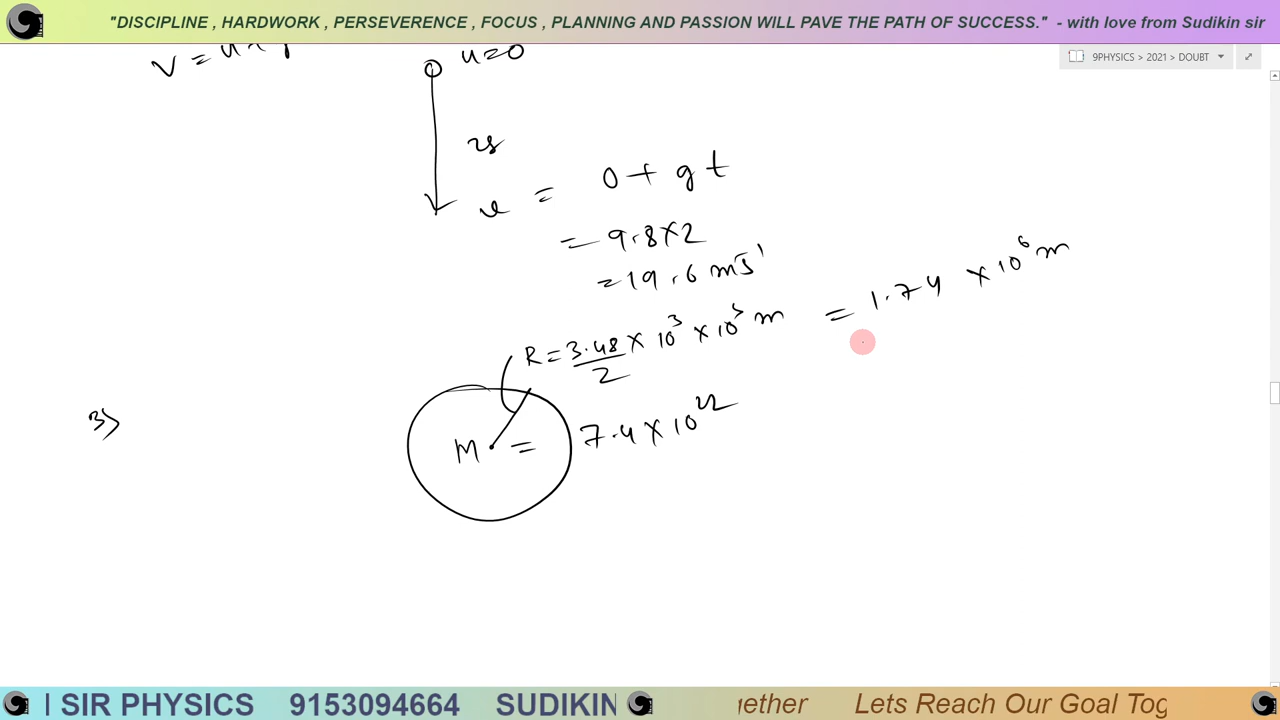 "DISCIPLINE , HARDWORK , PERSEVERENCE , FOCUS , PLANNING AND PASSION WILL PAVE THE PATH OF SUCCESS." - with love from Sudikin sir
9PHYSICS > 2021 > DOUBT
u=0
2s
v = 0 + gt
= 9.8×2
= 19.6 ms⁻¹
R = 3.48/2 × 10³ × 10³ m = 1.74 × 10⁶ m
3)
M = 7.4 × 10²²
I SIR PHYSICS 9153094664 SUDIKIN ether Lets Reach Our Goal Tog